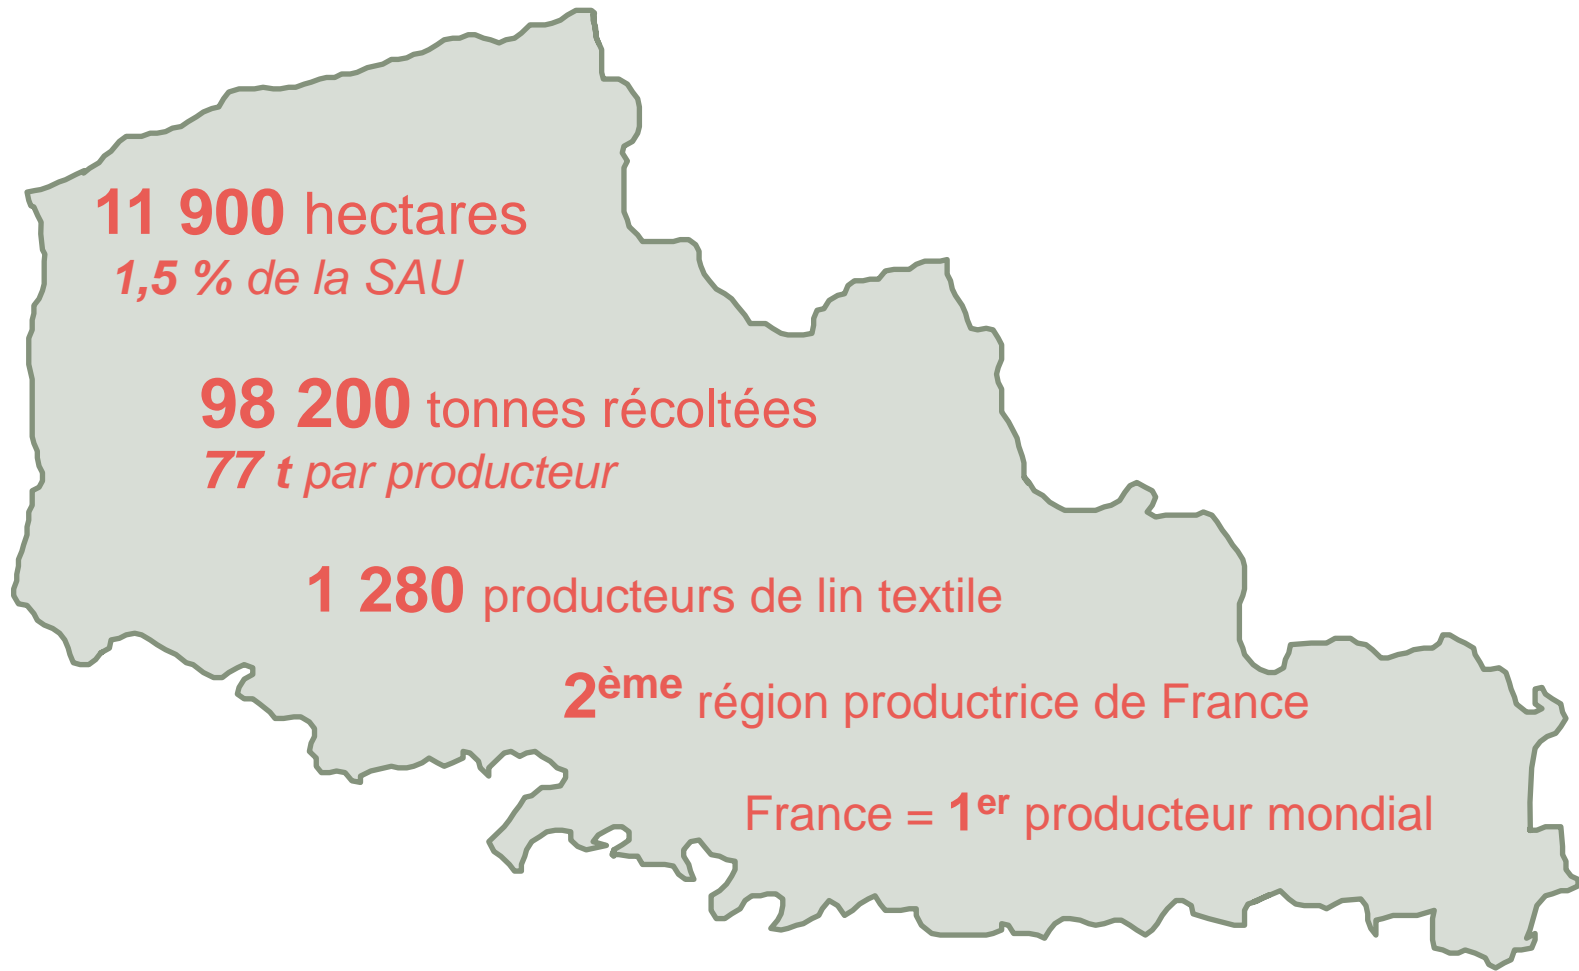 11 900 hectares
1,5 % de la SAU
98 200 tonnes récoltées
77 t par producteur
1 280 producteurs de lin textile
2ème région productrice de France
France = 1er producteur mondial